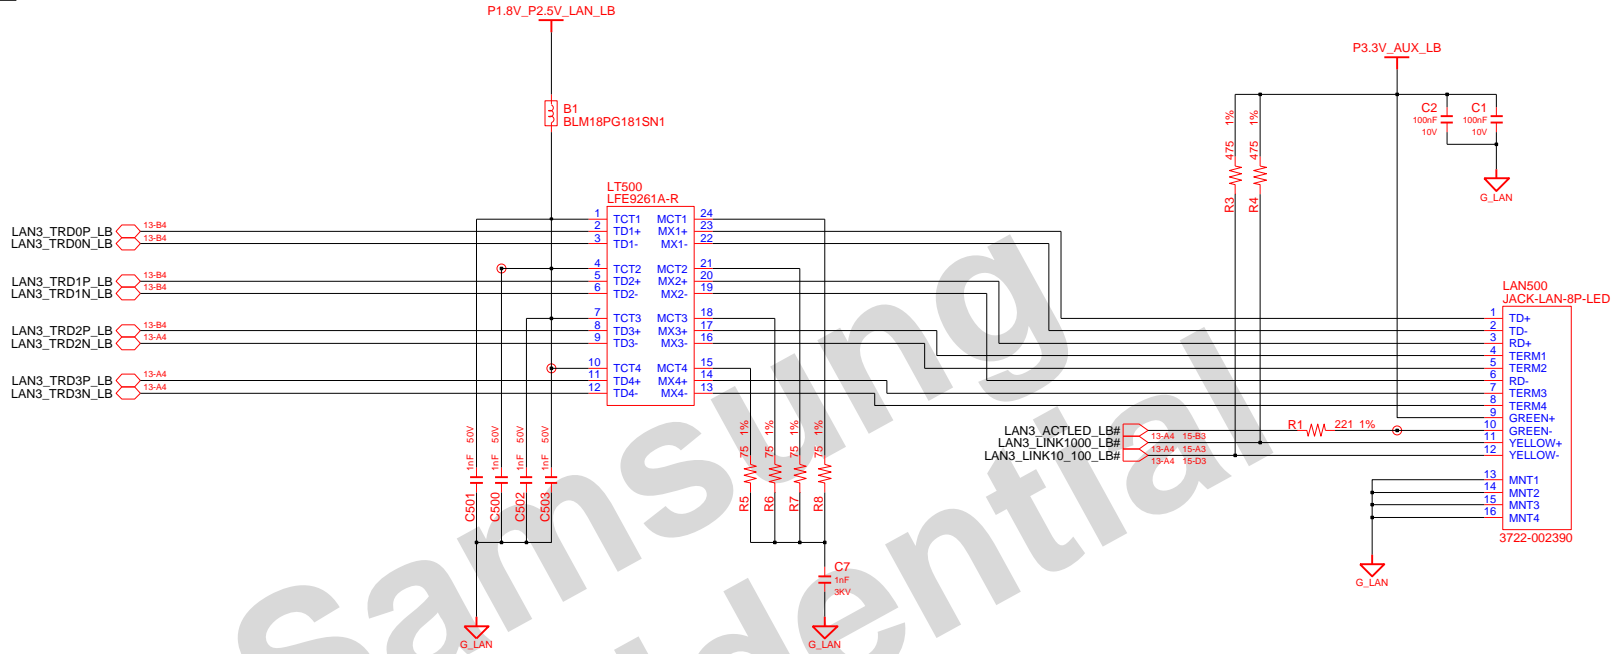 P1.8V_P2.5V_LAN_LB
B1
BLM18PG181SN1
P3.3V_AUX_LB
C2
100nF
10V
C1
100nF
10V
G_LAN
475 1%
R3
475 1%
R4
LT500
LFE9261A-R
LAN3_TRD0P_LB 13-B4
LAN3_TRD0N_LB 13-B4
LAN3_TRD1P_LB 13-B4
LAN3_TRD1N_LB 13-B4
LAN3_TRD2P_LB 13-B4
LAN3_TRD2N_LB 13-A4
LAN3_TRD3P_LB 13-A4
LAN3_TRD3N_LB 13-A4
1 TCT1 MCT1 24
2 TD1+ MX1+ 23
3 TD1- MX1- 22
4 TCT2 MCT2 21
5 TD2+ MX2+ 20
6 TD2- MX2- 19
7 TCT3 MCT3 18
8 TD3+ MX3+ 17
9 TD3- MX3- 16
10 TCT4 MCT4 15
11 TD4+ MX4+ 14
12 TD4- MX4- 13
LAN500
JACK-LAN-8P-LED
1 TD+
2 TD-
3 RD+
4 TERM1
5 TERM2
6 RD-
7 TERM3
8 TERM4
9 GREEN+
10 GREEN-
11 YELLOW+
12 YELLOW-
13 MNT1
14 MNT2
15 MNT3
16 MNT4
3722-002390
LAN3_ACTLED_LB# 13-A4 15-B3
LAN3_LINK1000_LB# 13-A4 15-A3
LAN3_LINK10_100_LB# 13-A4 15-D3
R1 221 1%
G_LAN
1nF 50V
C501
1nF 50V
C500
1nF 50V
C502
1nF 50V
C503
G_LAN
75 1%
R5
75 1%
R6
75 1%
R7
75 1%
R8
C7
1nF
3KV
G_LAN
Samsung
idential